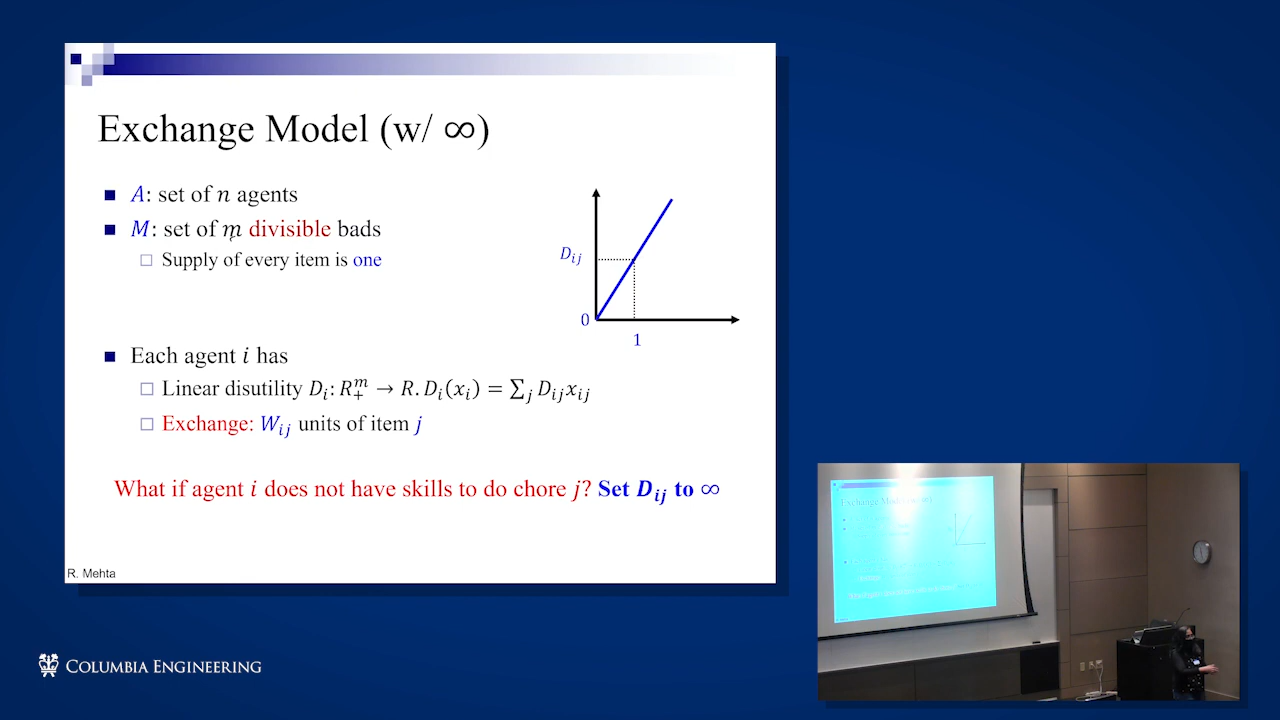 Exchange Model (w/ ∞)
A: set of n agents
M: set of m divisible bads
Supply of every item is one
D_ij
0
1
Each agent i has
Linear disutility D_i: R_+^m → R. D_i(x_i) = ∑_j D_ij x_ij
Exchange: W_ij units of item j
What if agent i does not have skills to do chore j? Set D_ij to ∞
R. Mehta
COLUMBIA ENGINEERING
Exchange Model (w/ ∞)